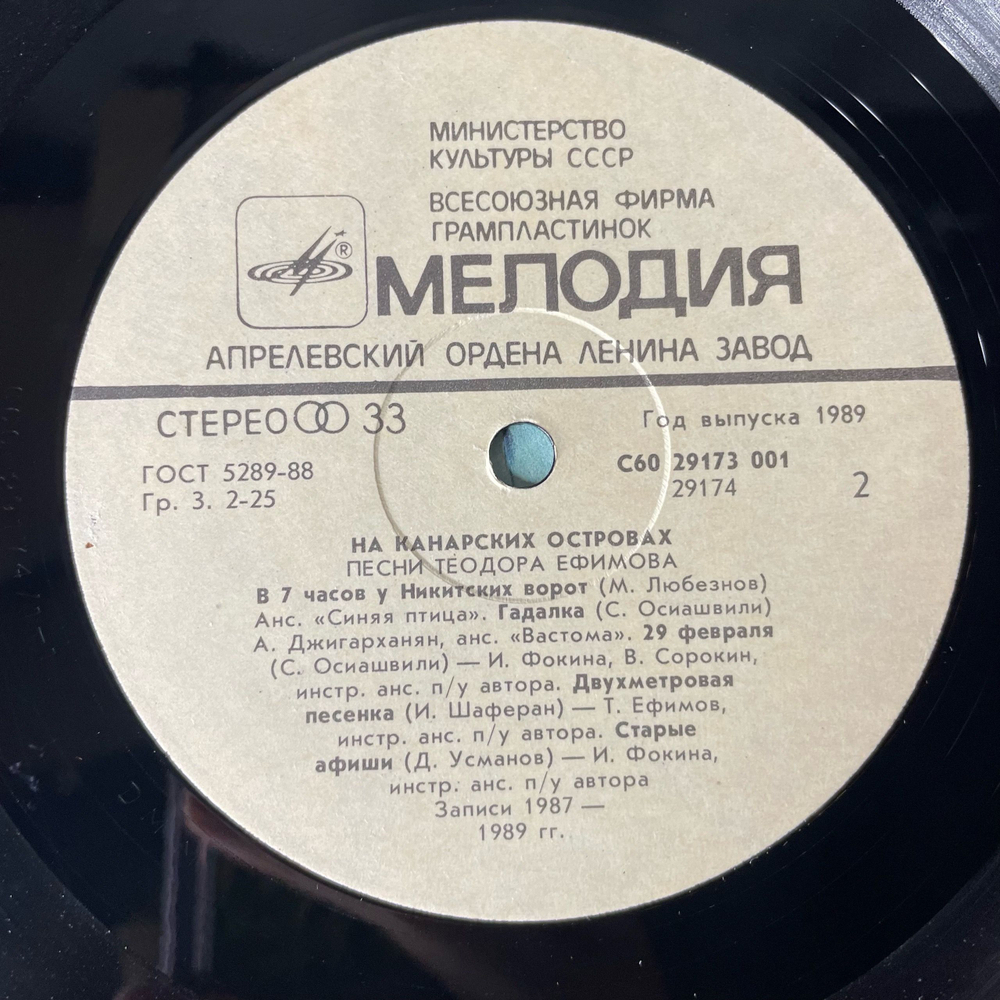 МИНИСТЕРСТВО
КУЛЬТУРЫ СССР
ВСЕСОЮЗНАЯ ФИРМА
ГРАМПЛАСТИНОК
®
МЕЛОДИЯ
АПРЕЛЕВСКИЙ ОРДЕНА ЛЕНИНА ЗАВОД
СТЕРЕО 33
Год выпуска 1989
ГОСТ 5289-88
С60 29173 001
Гр. 3. 2-25
29174
2
НА КАНАРСКИХ ОСТРОВАХ
ПЕСНИ ТЕОДОРА ЕФИМОВА
В 7 часов у Никитских ворот (М. Любезнов)
Анс. «Синяя птица». Гадалка (С. Осиашвили)
А. Джигарханян, анс. «Вастома». 29 февраля
(С. Осиашвили) — И. Фокина, В. Сорокин,
инстр. анс. п/у автора. Двухметровая
песенка (И. Шаферан) — Т. Ефимов,
инстр. анс. п/у автора. Старые
афиши (Д. Усманов) — И. Фокина,
инстр. анс. п/у автора
Записи 1987 —
1989 гг.